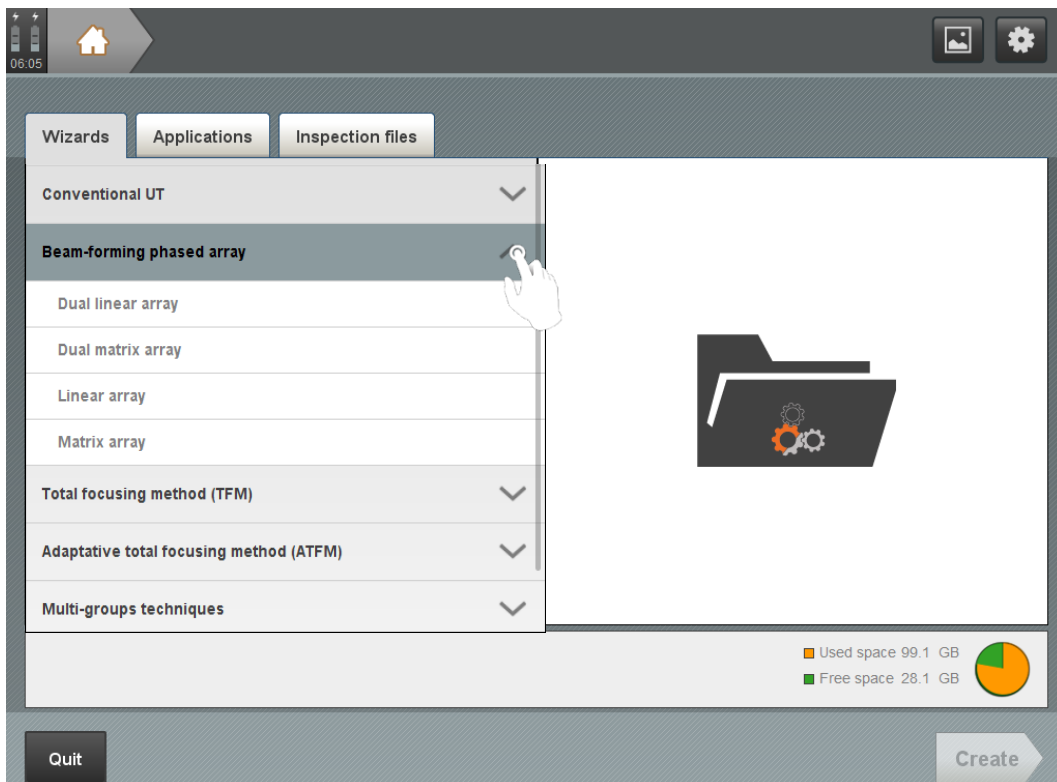 06:05
Wizards
Applications
Inspection files
Conventional UT
Beam-forming phased array
Dual linear array
Dual matrix array
Linear array
Matrix array
Total focusing method (TFM)
Adaptative total focusing method (ATFM)
Multi-groups techniques
Used space 99.1 GB
Free space 28.1 GB
Quit
Create